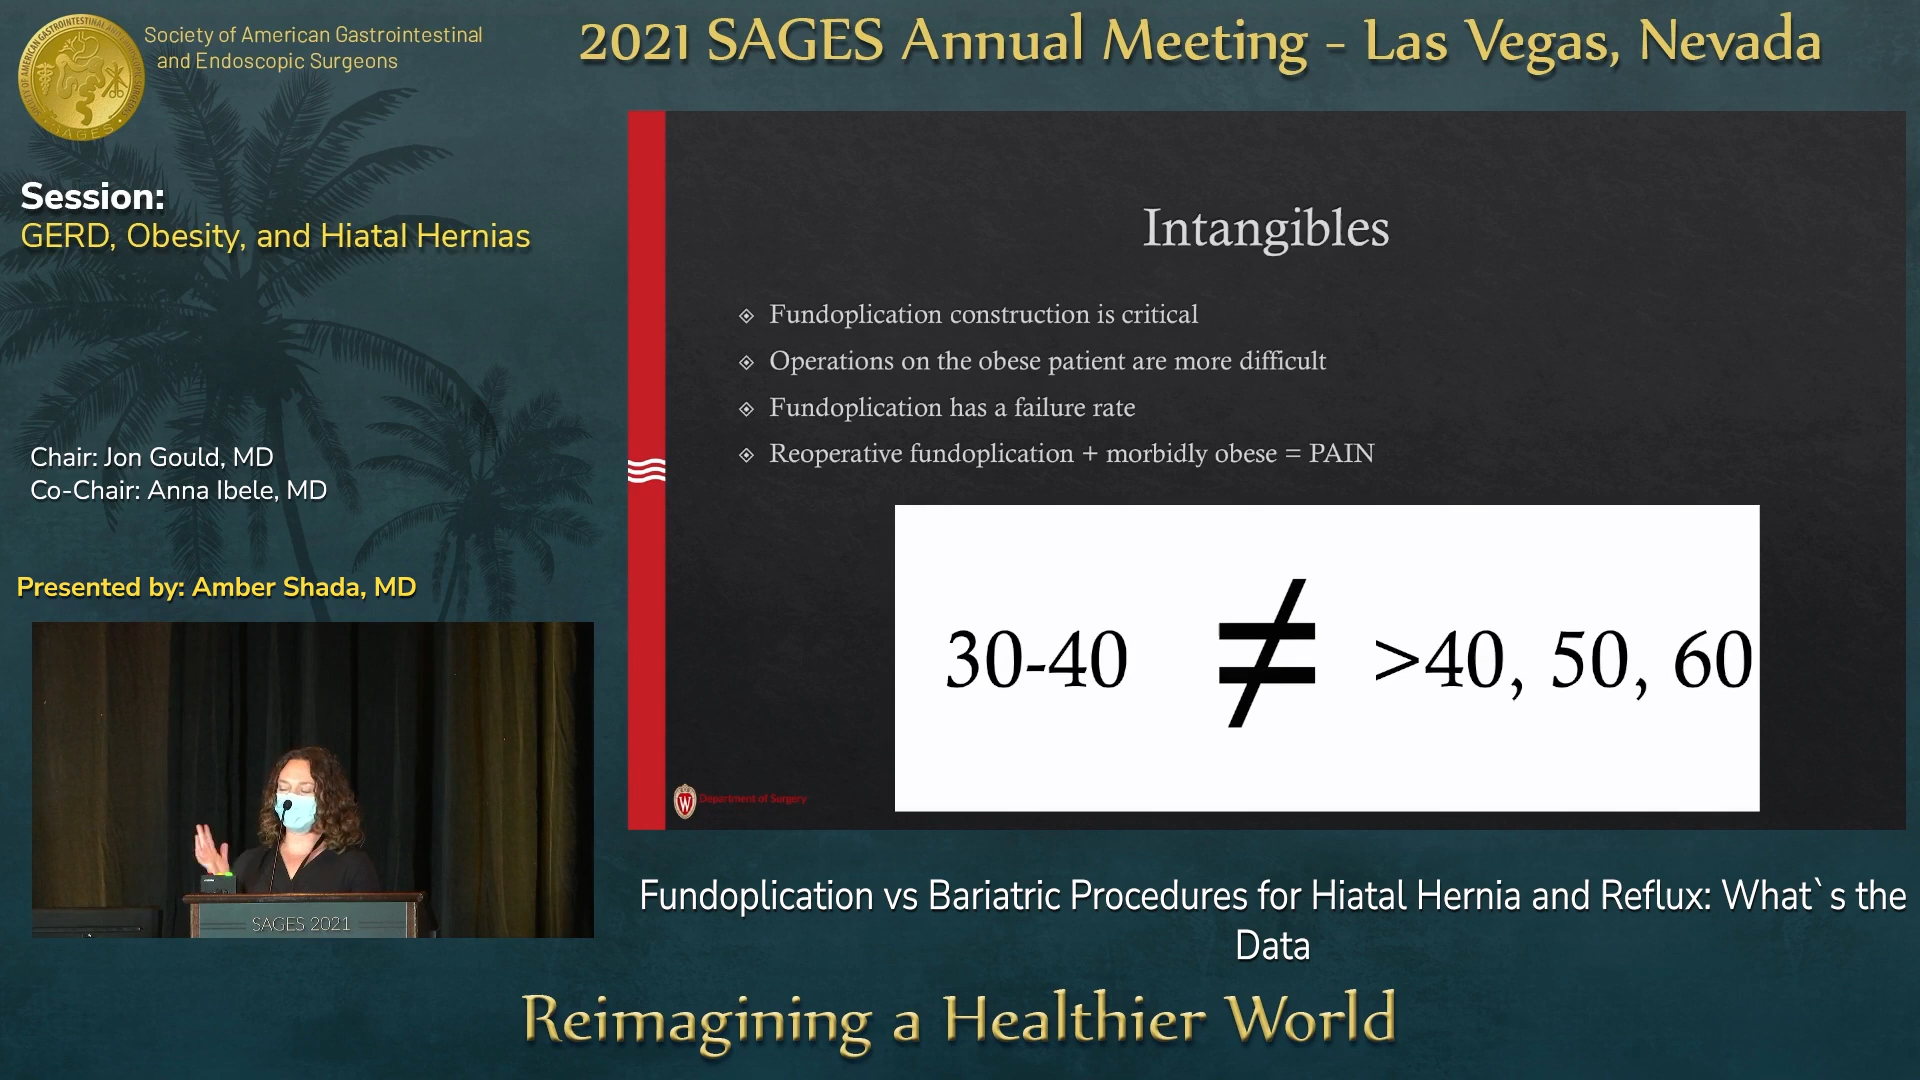 Society of American Gastrointestinal
and Endoscopic Surgeons
2021 SAGES Annual Meeting - Las Vegas, Nevada
Session:
GERD, Obesity, and Hiatal Hernias
Chair: Jon Gould, MD
Co-Chair: Anna Ibele, MD
Presented by: Amber Shada, MD
SAGES 2021
Intangibles
Fundoplication construction is critical
Operations on the obese patient are more difficult
Fundoplication has a failure rate
Reoperative fundoplication + morbidly obese = PAIN
30-40 ≠ >40, 50, 60
W Department of Surgery
Fundoplication vs Bariatric Procedures for Hiatal Hernia and Reflux: What`s the
Data
Reimagining a Healthier World